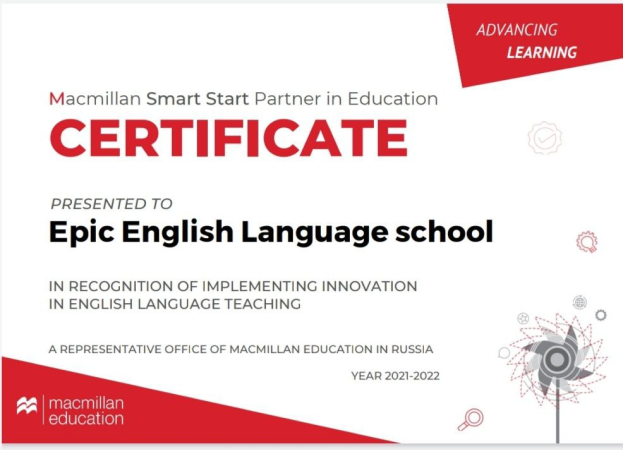 ADVANCING
LEARNING
Macmillan Smart Start Partner in Education
CERTIFICATE
PRESENTED TO
Epic English Language school
IN RECOGNITION OF IMPLEMENTING INNOVATION
IN ENGLISH LANGUAGE TEACHING
A REPRESENTATIVE OFFICE OF MACMILLAN EDUCATION IN RUSSIA
YEAR 2021-2022
macmillan
education